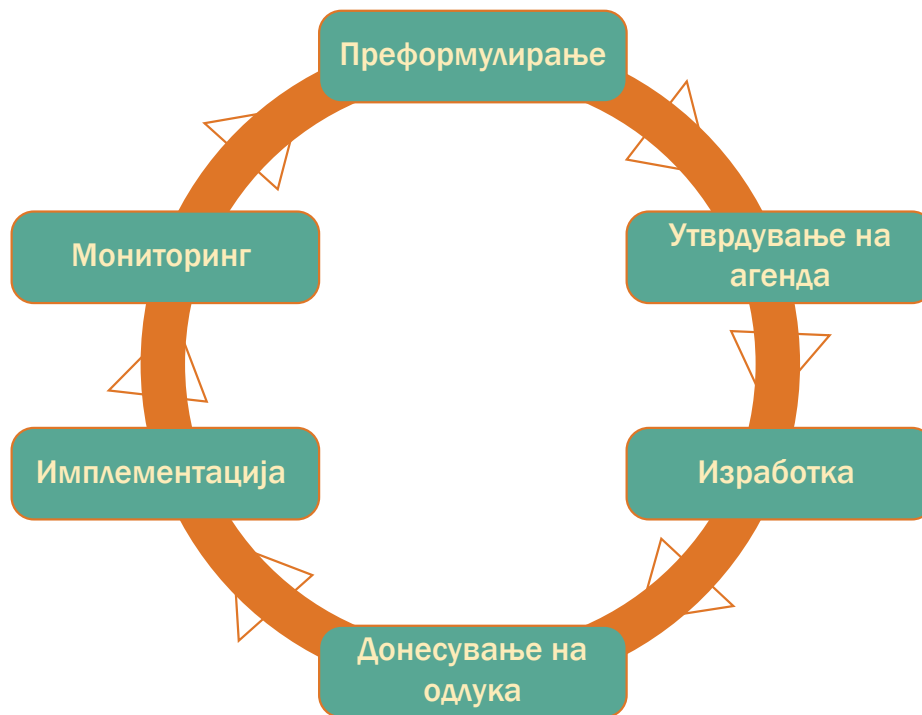 Преформулирање
Утврдување на
агенда
Изработка
Донесување на
одлука
Имплементација
Мониторинг